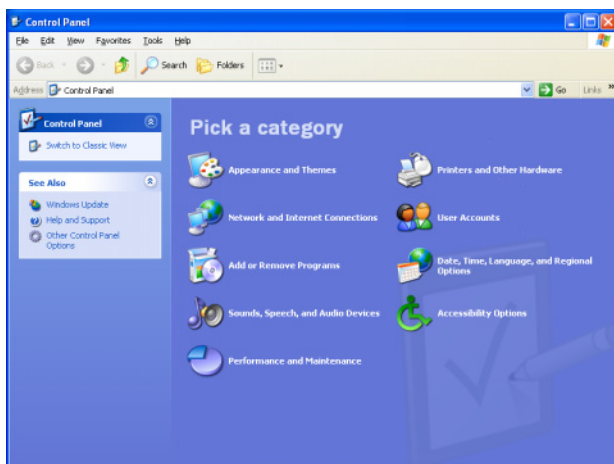 Control Panel
File Edit View Favorites Tools Help
Back Search Folders
Address Control Panel Go Links »
Control Panel
Switch to Classic View
See Also
Windows Update
Help and Support
Other Control Panel
Options
Pick a category
Appearance and Themes
Printers and Other Hardware
Network and Internet Connections
User Accounts
Add or Remove Programs
Date, Time, Language, and Regional
Options
Sounds, Speech, and Audio Devices
Accessibility Options
Performance and Maintenance